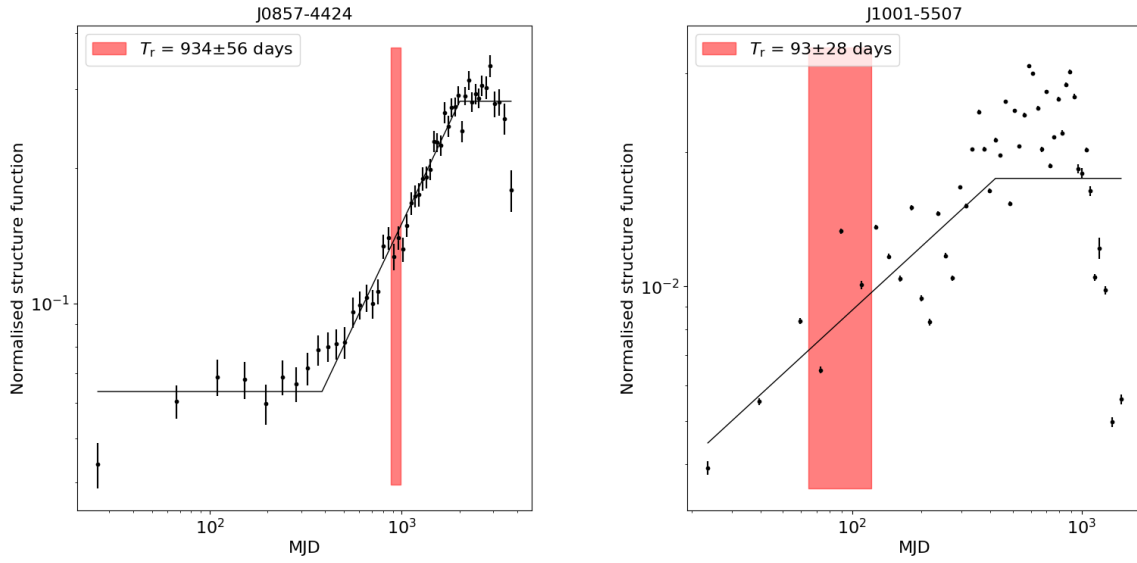 J0857-4424
T_r = 934±56 days
10^-1
Normalised structure function
10^2
10^3
MJD
J1001-5507
T_r = 93±28 days
10^-2
Normalised structure function
10^2
10^3
MJD